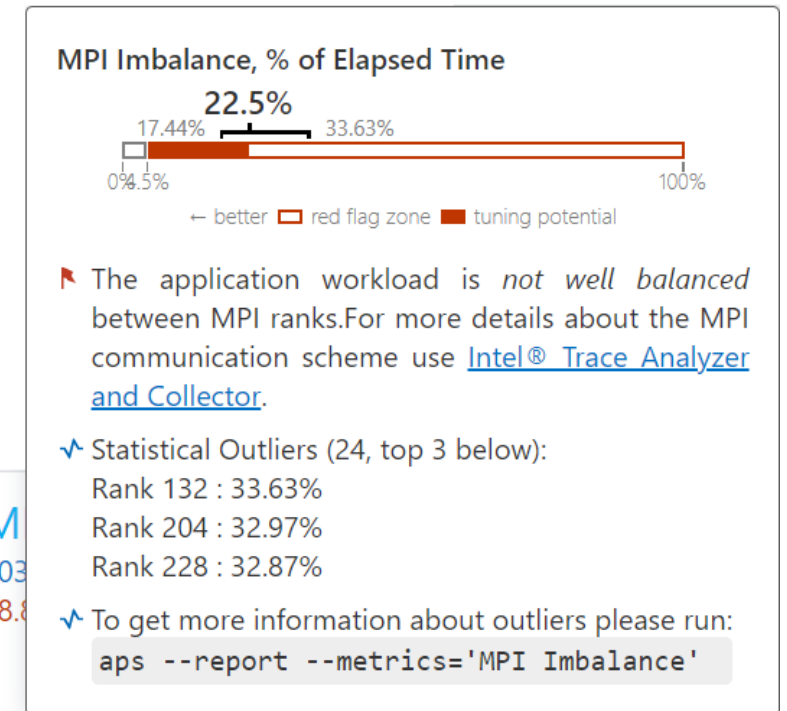 MPI Imbalance, % of Elapsed Time
22.5%
17.44% 33.63%
0% 4.5% 100%
← better red flag zone tuning potential
The application workload is not well balanced
between MPI ranks.For more details about the MPI
communication scheme use Intel® Trace Analyzer
and Collector.
Statistical Outliers (24, top 3 below):
Rank 132 : 33.63%
Rank 204 : 32.97%
Rank 228 : 32.87%
M
03
8.8
To get more information about outliers please run:
aps --report --metrics='MPI Imbalance'